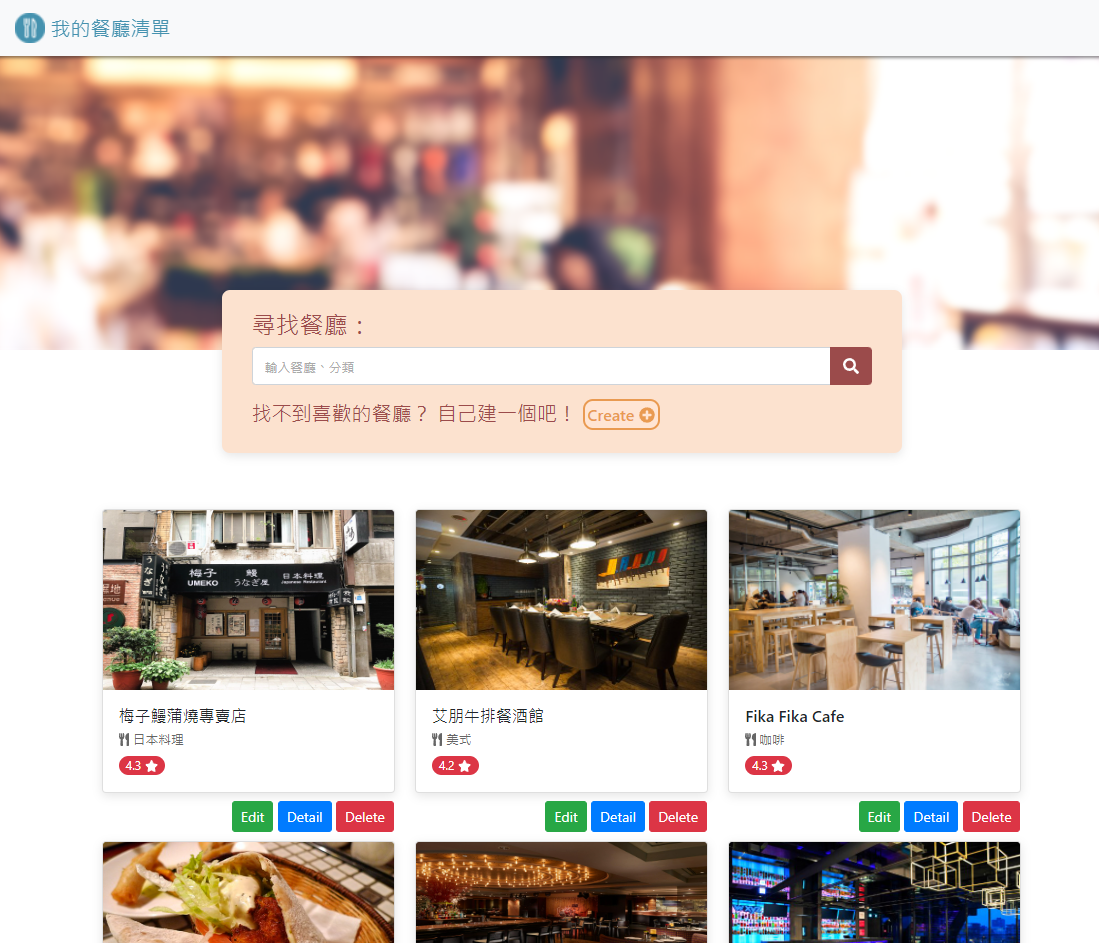 我的餐廳清單
尋找餐廳：
輸入餐廳、分類
找不到喜歡的餐廳？ 自己建一個吧！ Create
梅子 鰻 日本料理
UMEKO うなぎ屋 Japanese Restaurant
うなぎ
梅子鰻蒲燒專賣店
日本料理
4.3
Edit Detail Delete
艾朋牛排餐酒館
美式
4.2
Edit Detail Delete
Fika Fika Cafe
咖啡
4.3
Edit Detail Delete